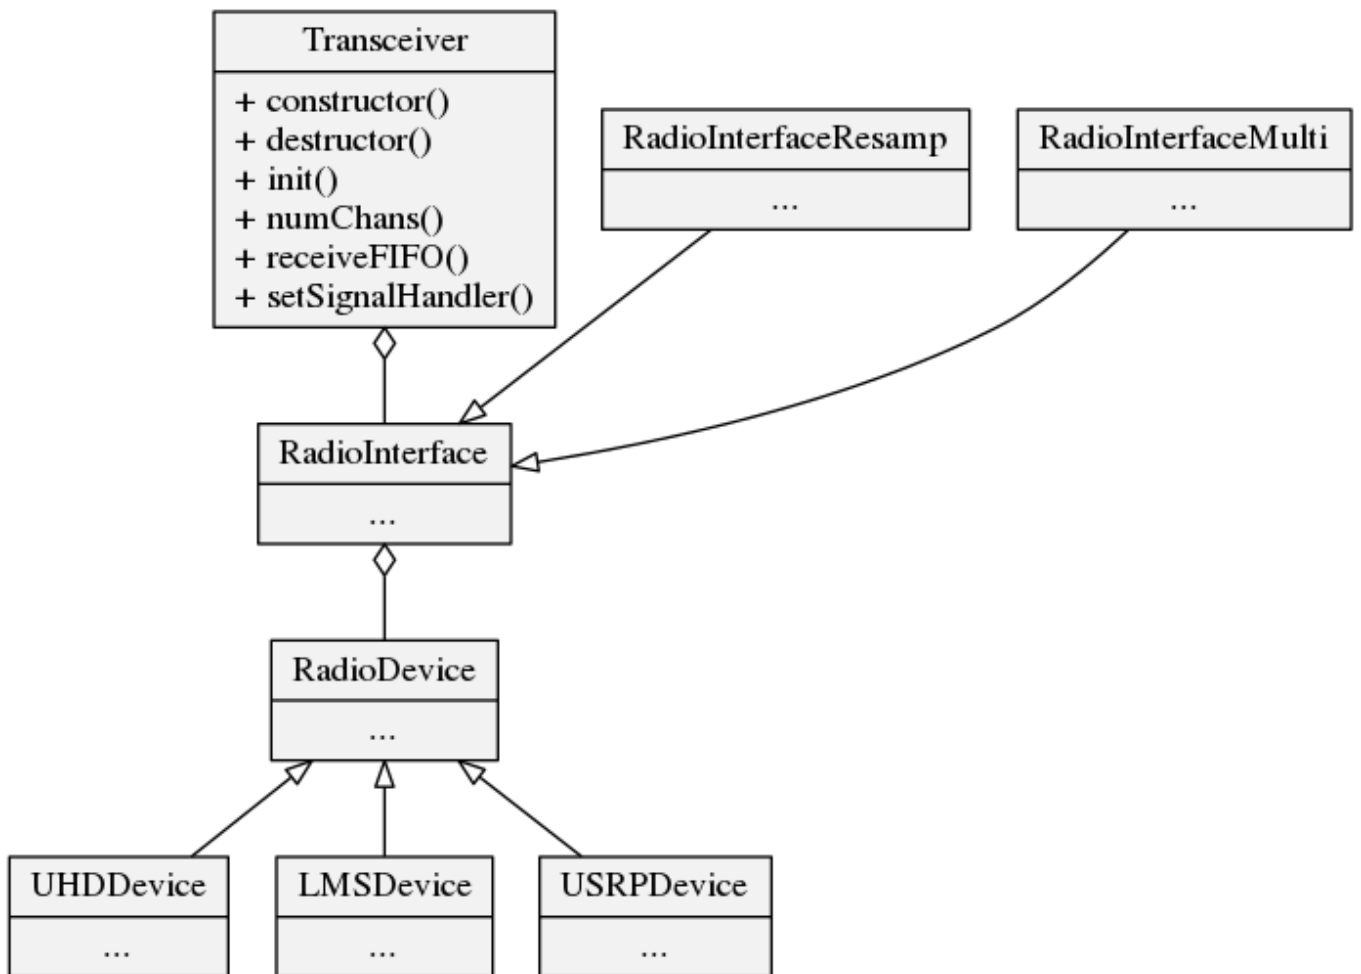 Transceiver
+ constructor()
+ destructor()
+ init()
+ numChans()
+ receiveFIFO()
+ setSignalHandler()
RadioInterfaceResamp
...
RadioInterfaceMulti
...
RadioInterface
...
RadioDevice
...
UHDDevice
...
LMSDevice
...
USRPDevice
...